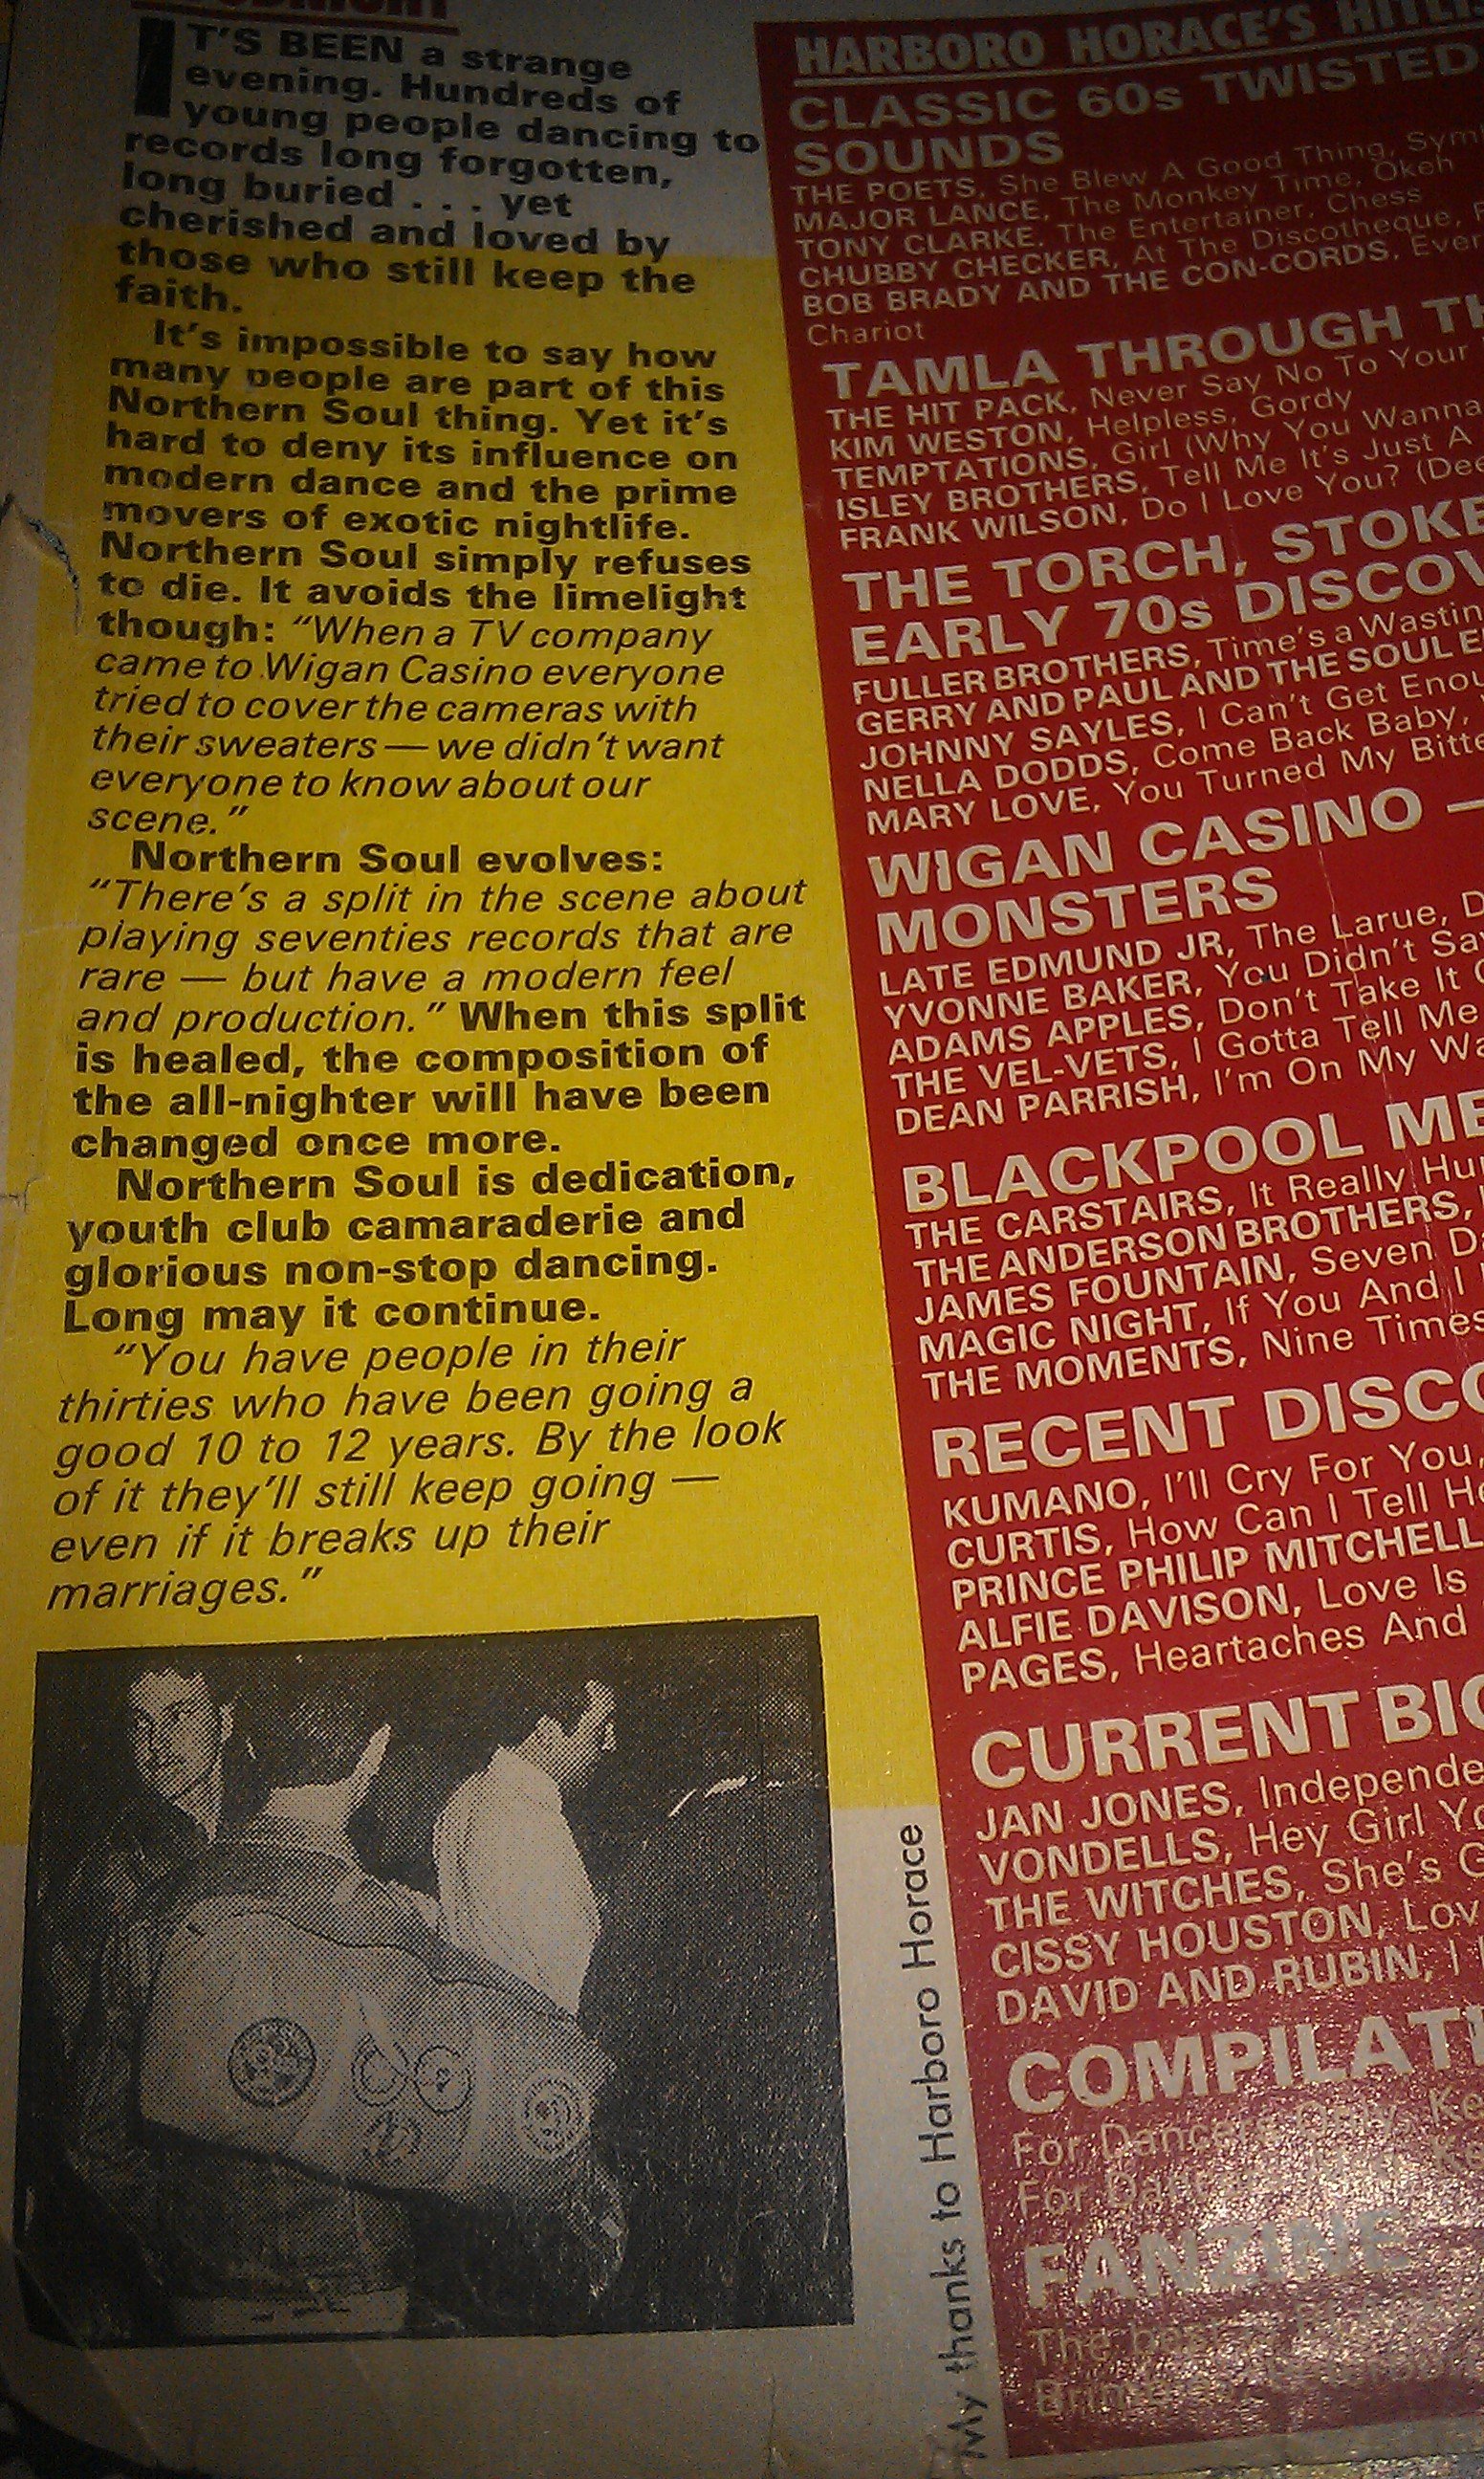 IT'S BEEN a strange
evening. Hundreds of
young people dancing to
records long forgotten,
long buried . . . yet
cherished and loved by
those who still keep the
faith.
It's impossible to say how
many people are part of this
Northern Soul thing. Yet it's
hard to deny its influence on
modern dance and the prime
movers of exotic nightlife.
Northern Soul simply refuses
to die. It avoids the limelight
though: “When a TV company
came to Wigan Casino everyone
tried to cover the cameras with
their sweaters — we didn't want
everyone to know about our
scene.”
Northern Soul evolves:
“There's a split in the scene about
playing seventies records that are
rare — but have a modern feel
and production.” When this split
is healed, the composition of
the all-nighter will have been
changed once more.
Northern Soul is dedication,
youth club camaraderie and
glorious non-stop dancing.
Long may it continue.
“You have people in their
thirties who have been going a
good 10 to 12 years. By the look
of it they'll still keep going —
even if it breaks up their
marriages.”
My thanks to Harboro Horace
HARBORO HORACE'S
CLASSIC 60s TWISTED
SOUNDS
THE POETS, She Blew A Good Thing, Sym
MAJOR LANCE, The Monkey Time, Okeh
TONY CLARKE, The Entertainer, Chess
CHUBBY CHECKER, At The Discotheque,
BOB BRADY AND THE CON-CORDS, Ever
Chariot
TAMLA THROUGH
THE HIT PACK, Never Say No To Your
KIM WESTON, Helpless, Gordy
TEMPTATIONS, Girl (Why You Wanna
ISLEY BROTHERS, Tell Me It's Just A
FRANK WILSON, Do I Love You? (Dee
THE TORCH, STOKE
EARLY 70s DISCOV
FULLER BROTHERS, Time's a Wastin
GERRY AND PAUL AND THE SOUL E
JOHNNY SAYLES, I Can't Get Enou
NELLA DODDS, Come Back Baby,
MARY LOVE, You Turned My Bitte
WIGAN CASINO —
MONSTERS
LATE EDMUND JR, The Larue, D
YVONNE BAKER, You Didn't Sa
ADAMS APPLES, Don't Take It
THE VEL-VETS, I Gotta Tell Me
DEAN PARRISH, I'm On My Wa
BLACKPOOL ME
THE CARSTAIRS, It Really Hur
THE ANDERSON BROTHERS,
JAMES FOUNTAIN, Seven Da
MAGIC NIGHT, If You And I
THE MOMENTS, Nine Times
RECENT DISCO
KUMANO, I'll Cry For You,
CURTIS, How Can I Tell He
PRINCE PHILIP MITCHELL
ALFIE DAVISON, Love Is
PAGES, Heartaches And
CURRENT BIG
JAN JONES, Independe
VONDELLS, Hey Girl Yo
THE WITCHES, She's G
CISSY HOUSTON, Lov
DAVID AND RUBIN, I
COMPILATI
For Dancers Only, Ke
For Dancers Ke
FANZINE
The